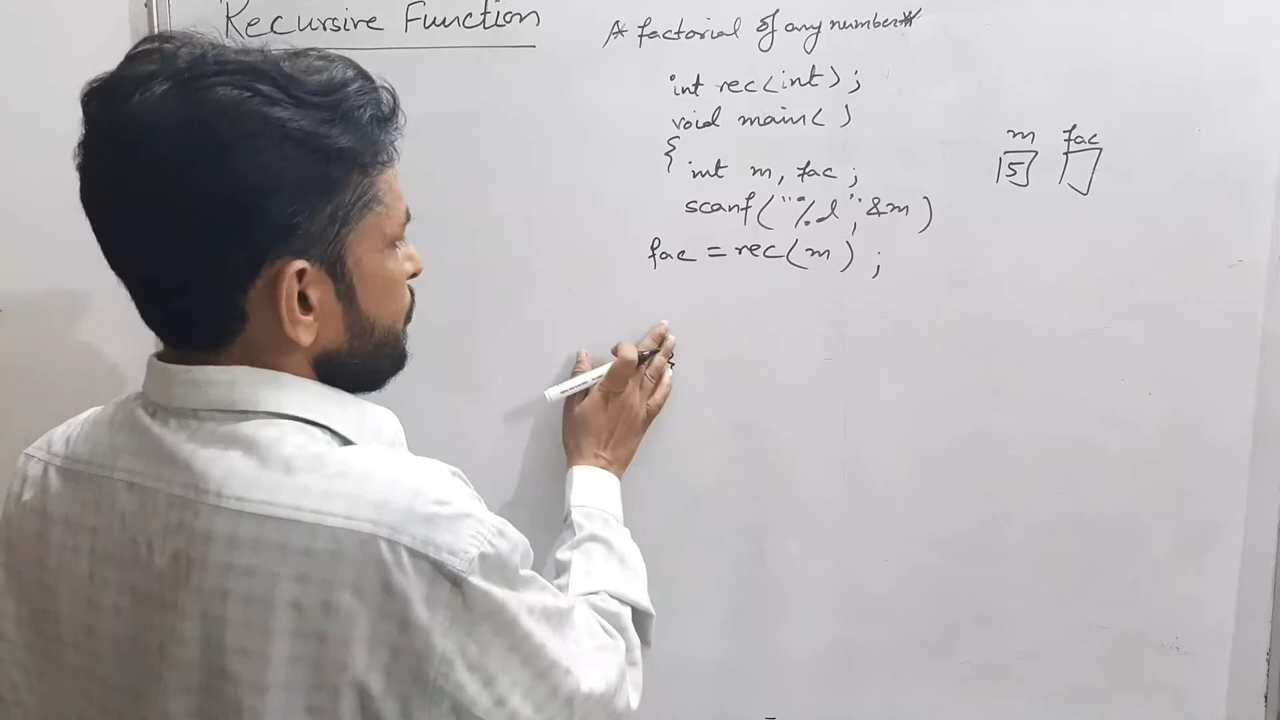 Recursive Function
* factorial of any number *
int rec(int);
void main()
{
int m, fac;
scanf("%d",&m)
fac = rec(m);
m fac
5